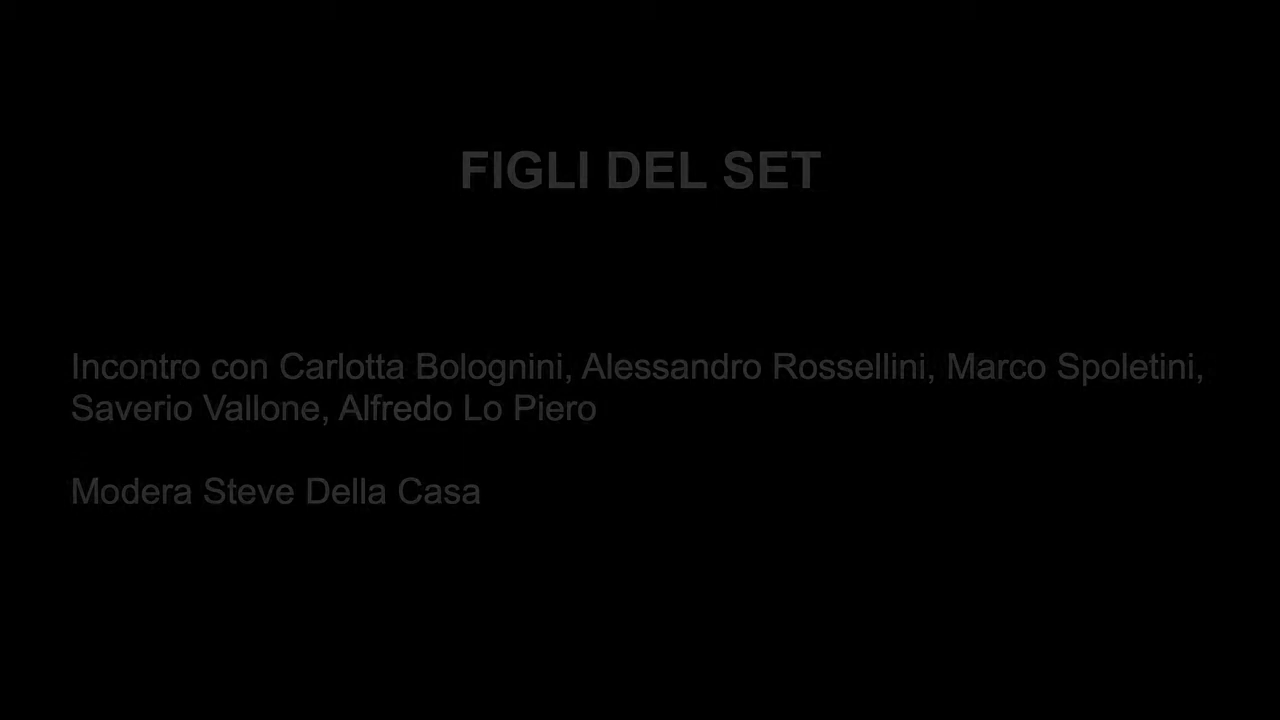 FIGLI DEL SET
Incontro con Carlotta Bolognini, Alessandro Rossellini, Marco Spoletini,
Saverio Vallone, Alfredo Lo Piero
Modera Steve Della Casa